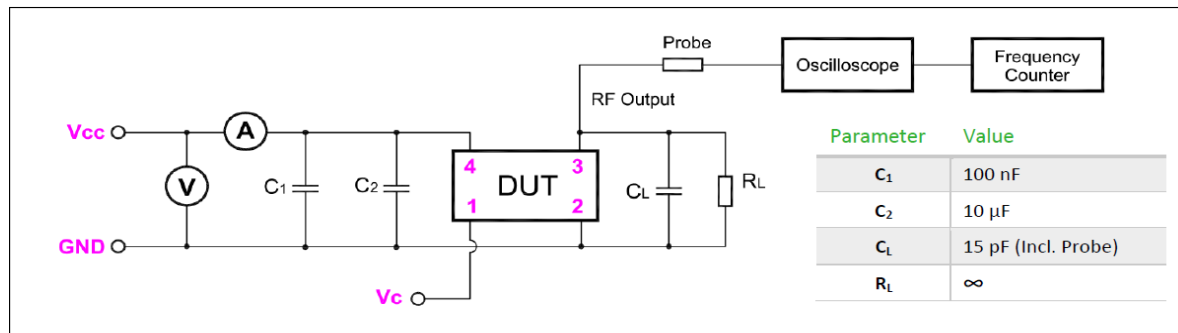 Probe
Oscilloscope
Frequency
Counter
RF Output
Vcc
A
V
C1
C2
4
3
DUT
1
2
CL
RL
GND
Vc
Parameter Value
C1 100 nF
C2 10 µF
CL 15 pF (Incl. Probe)
RL ∞